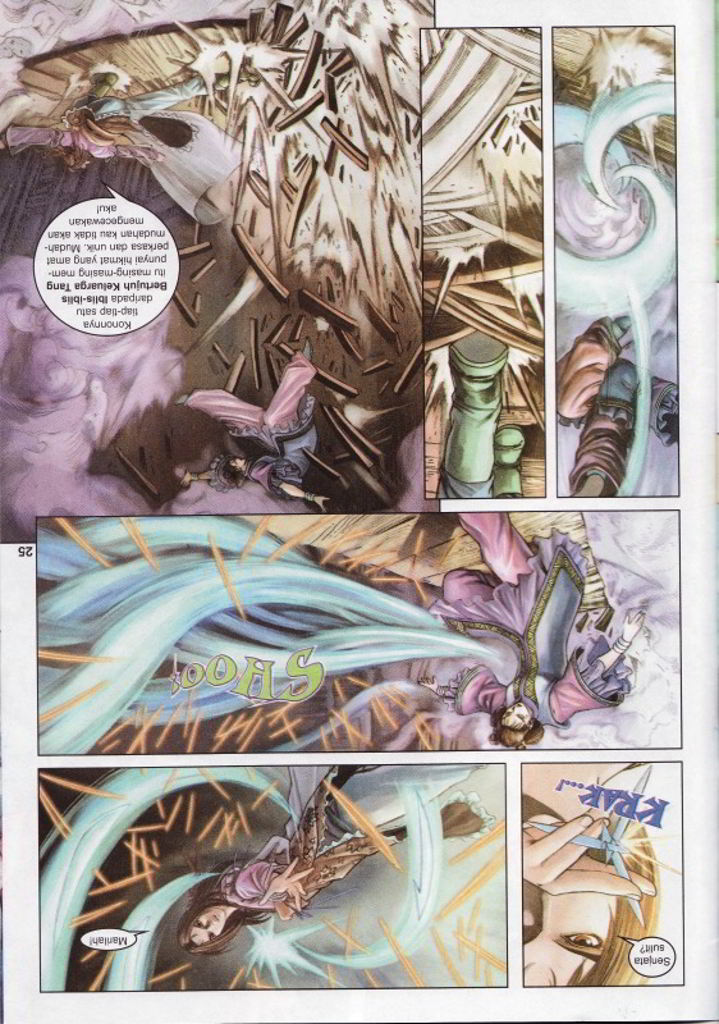 Senjata
sulit?
KRAK...!
Marilah!
SHOO!
Kononnya
tiap-tiap satu
daripada Iblis-iblis
Bertujuh Keluarga Tang
itu masing-masing mem-
punyai hikmat yang amat
perkasa dan unik. Mudah-
mudahan kau tidak akan
mengecewakan
aku!
25